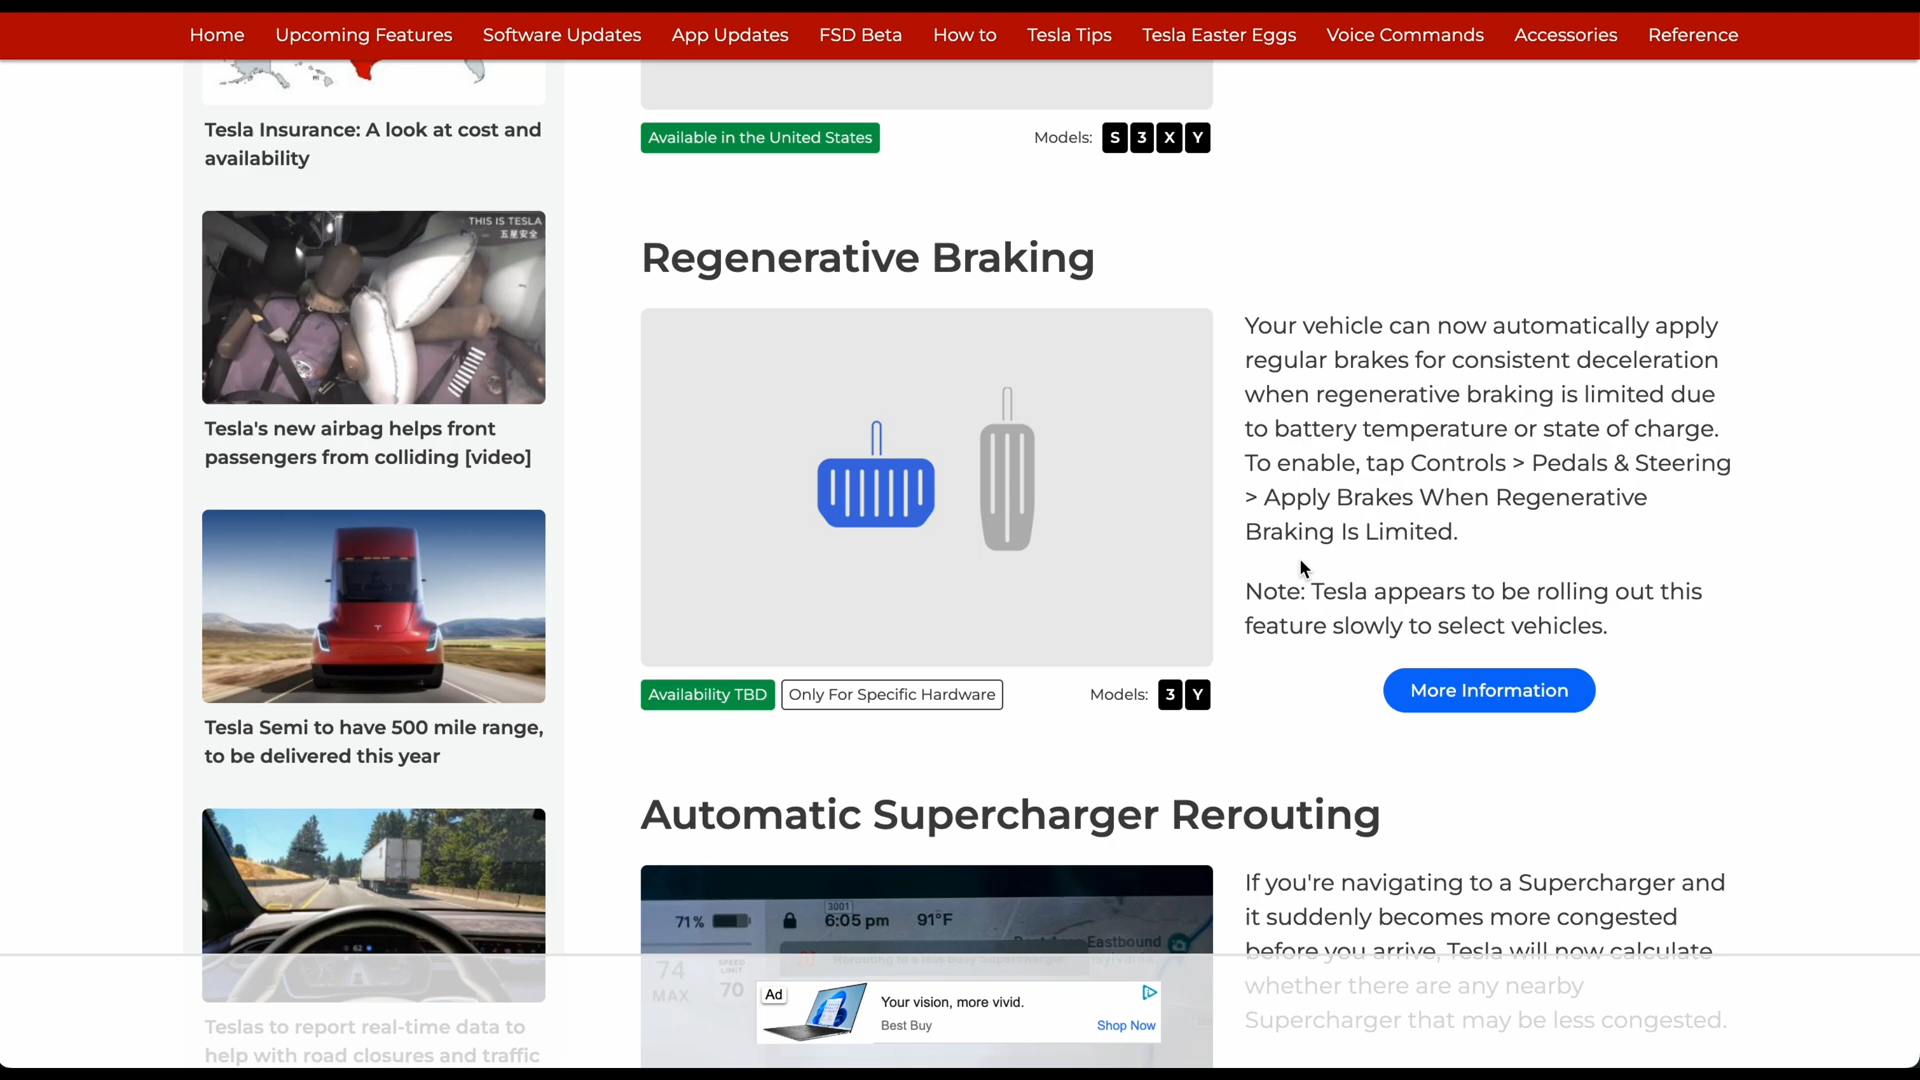 Home Upcoming Features Software Updates App Updates FSD Beta How to Tesla Tips Tesla Easter Eggs Voice Commands Accessories Reference
Tesla Insurance: A look at cost and
availability
THIS IS TESLA
五星安全
Tesla's new airbag helps front
passengers from colliding [video]
Tesla Semi to have 500 mile range,
to be delivered this year
62
Teslas to report real-time data to
help with road closures and traffic
Available in the United States
Models: S 3 X Y
Regenerative Braking
Your vehicle can now automatically apply
regular brakes for consistent deceleration
when regenerative braking is limited due
to battery temperature or state of charge.
To enable, tap Controls > Pedals & Steering
> Apply Brakes When Regenerative
Braking Is Limited.
Note: Tesla appears to be rolling out this
feature slowly to select vehicles.
More Information
Availability TBD
Only For Specific Hardware
Models: 3 Y
Automatic Supercharger Rerouting
71%
3001
6:05 pm 91°F
Eastbound
Rerouting to a less busy Supercharger
74
MAX
SPEED
LIMIT
70
If you're navigating to a Supercharger and
it suddenly becomes more congested
before you arrive, Tesla will now calculate
whether there are any nearby
Supercharger that may be less congested.
Ad
Your vision, more vivid.
Best Buy
Shop Now